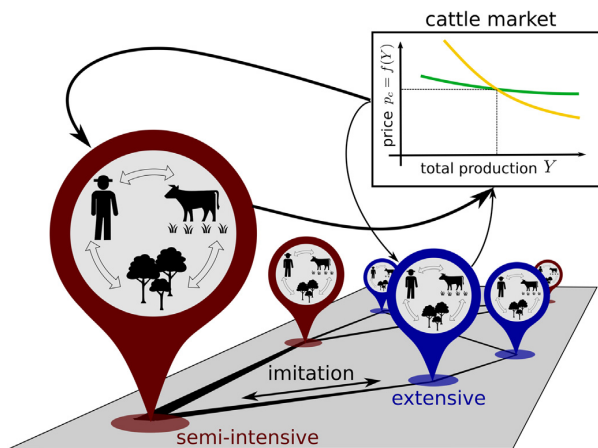 cattle market
price p_c = f(Y)
total production Y
imitation
extensive
semi-intensive